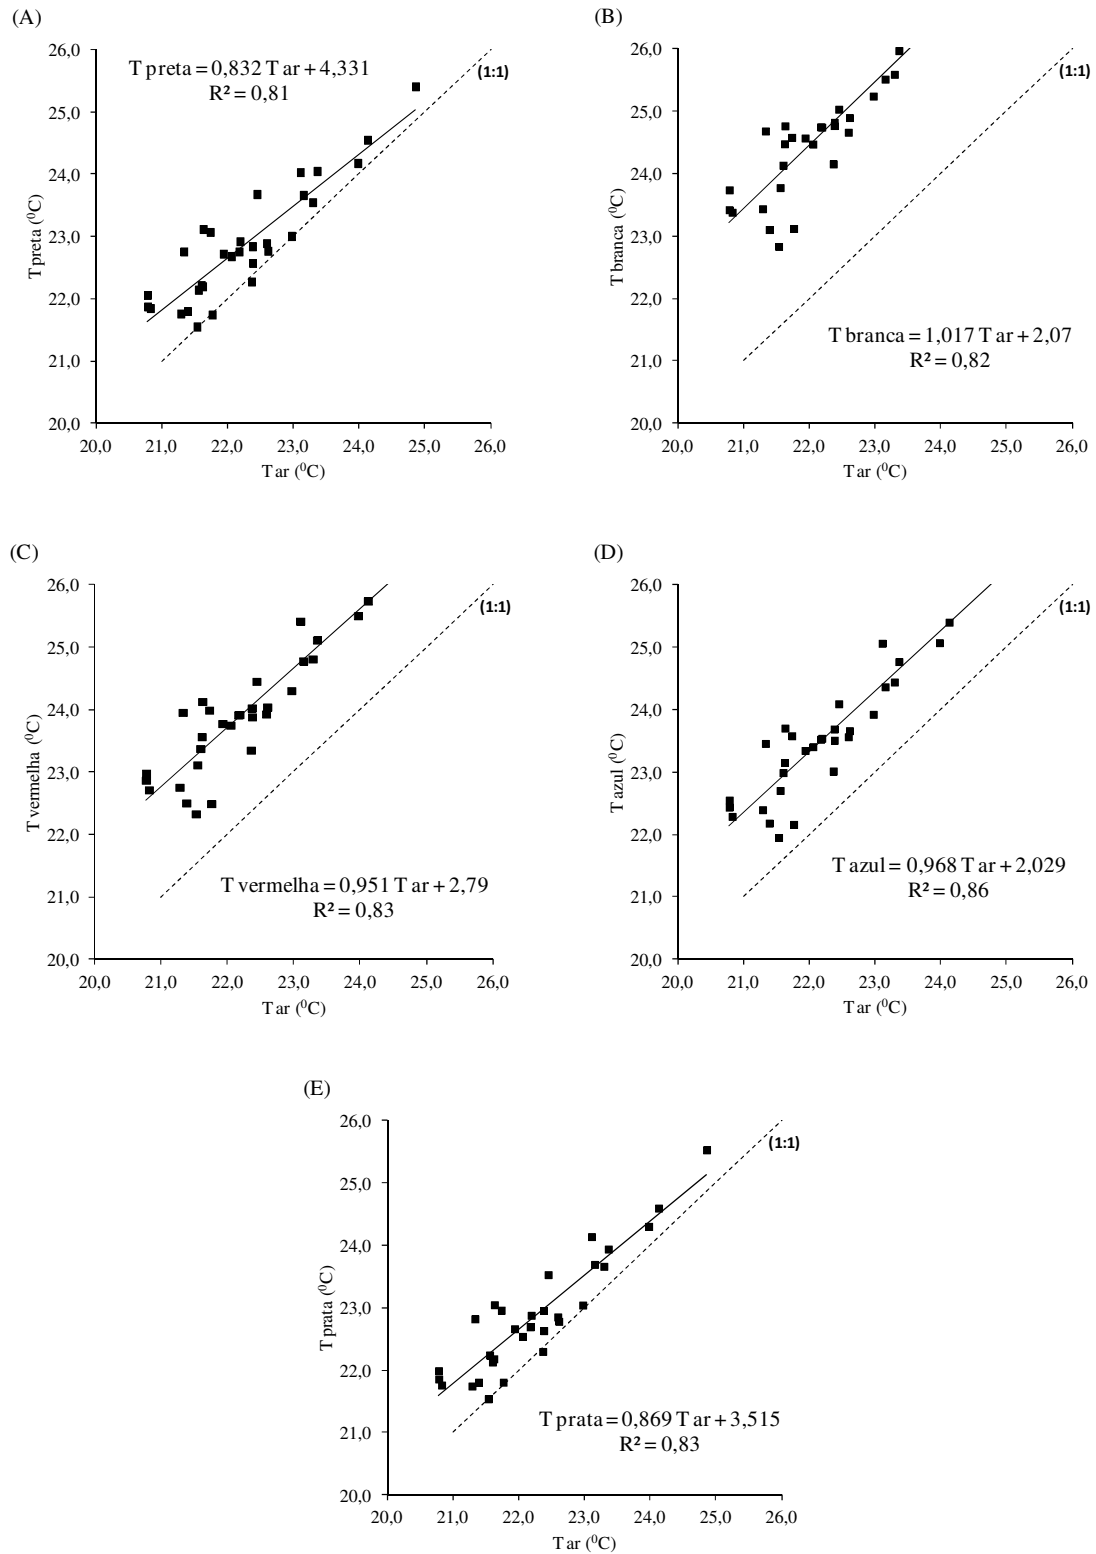 (A)
26,0
25,0
24,0
23,0
22,0
21,0
20,0
T preta (⁰C)
T preta = 0,832 T ar + 4,331
R² = 0,81
(1:1)
20,0 21,0 22,0 23,0 24,0 25,0 26,0
T ar (⁰C)
(B)
26,0
25,0
24,0
23,0
22,0
21,0
20,0
T branca (⁰C)
(1:1)
T branca = 1,017 T ar + 2,07
R² = 0,82
20,0 21,0 22,0 23,0 24,0 25,0 26,0
T ar (⁰C)
(C)
26,0
25,0
24,0
23,0
22,0
21,0
20,0
T vermelha (⁰C)
(1:1)
T vermelha = 0,951 T ar + 2,79
R² = 0,83
20,0 21,0 22,0 23,0 24,0 25,0 26,0
T ar (⁰C)
(D)
26,0
25,0
24,0
23,0
22,0
21,0
20,0
T azul (⁰C)
(1:1)
T azul = 0,968 T ar + 2,029
R² = 0,86
20,0 21,0 22,0 23,0 24,0 25,0 26,0
T ar (⁰C)
(E)
26,0
25,0
24,0
23,0
22,0
21,0
20,0
T prata (⁰C)
(1:1)
T prata = 0,869 T ar + 3,515
R² = 0,83
20,0 21,0 22,0 23,0 24,0 25,0 26,0
T ar (⁰C)